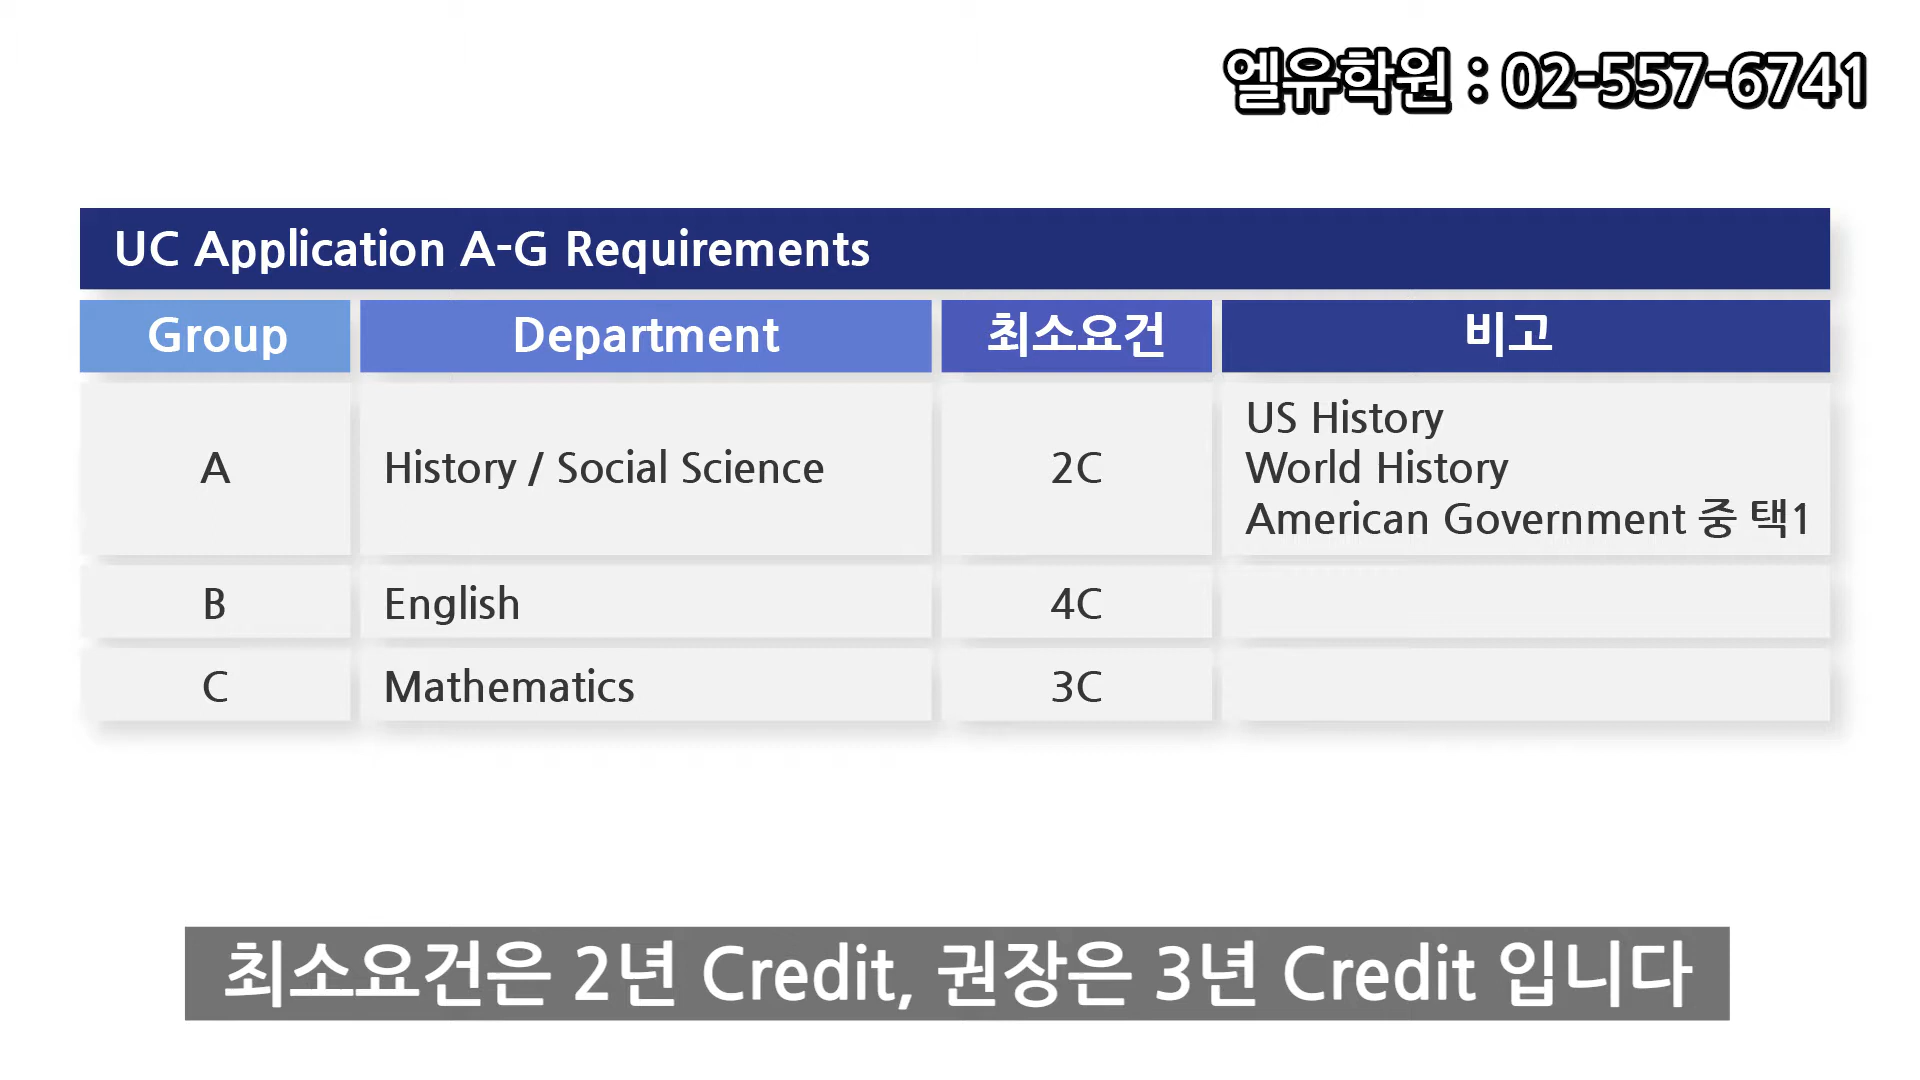 엘유학원 : 02-557-6741
UC Application A-G Requirements
Group Department 최소요건 비고
A History / Social Science 2C US History
World History
American Government 중 택1
B English 4C
C Mathematics 3C
최소요건은 2년 Credit, 권장은 3년 Credit 입니다